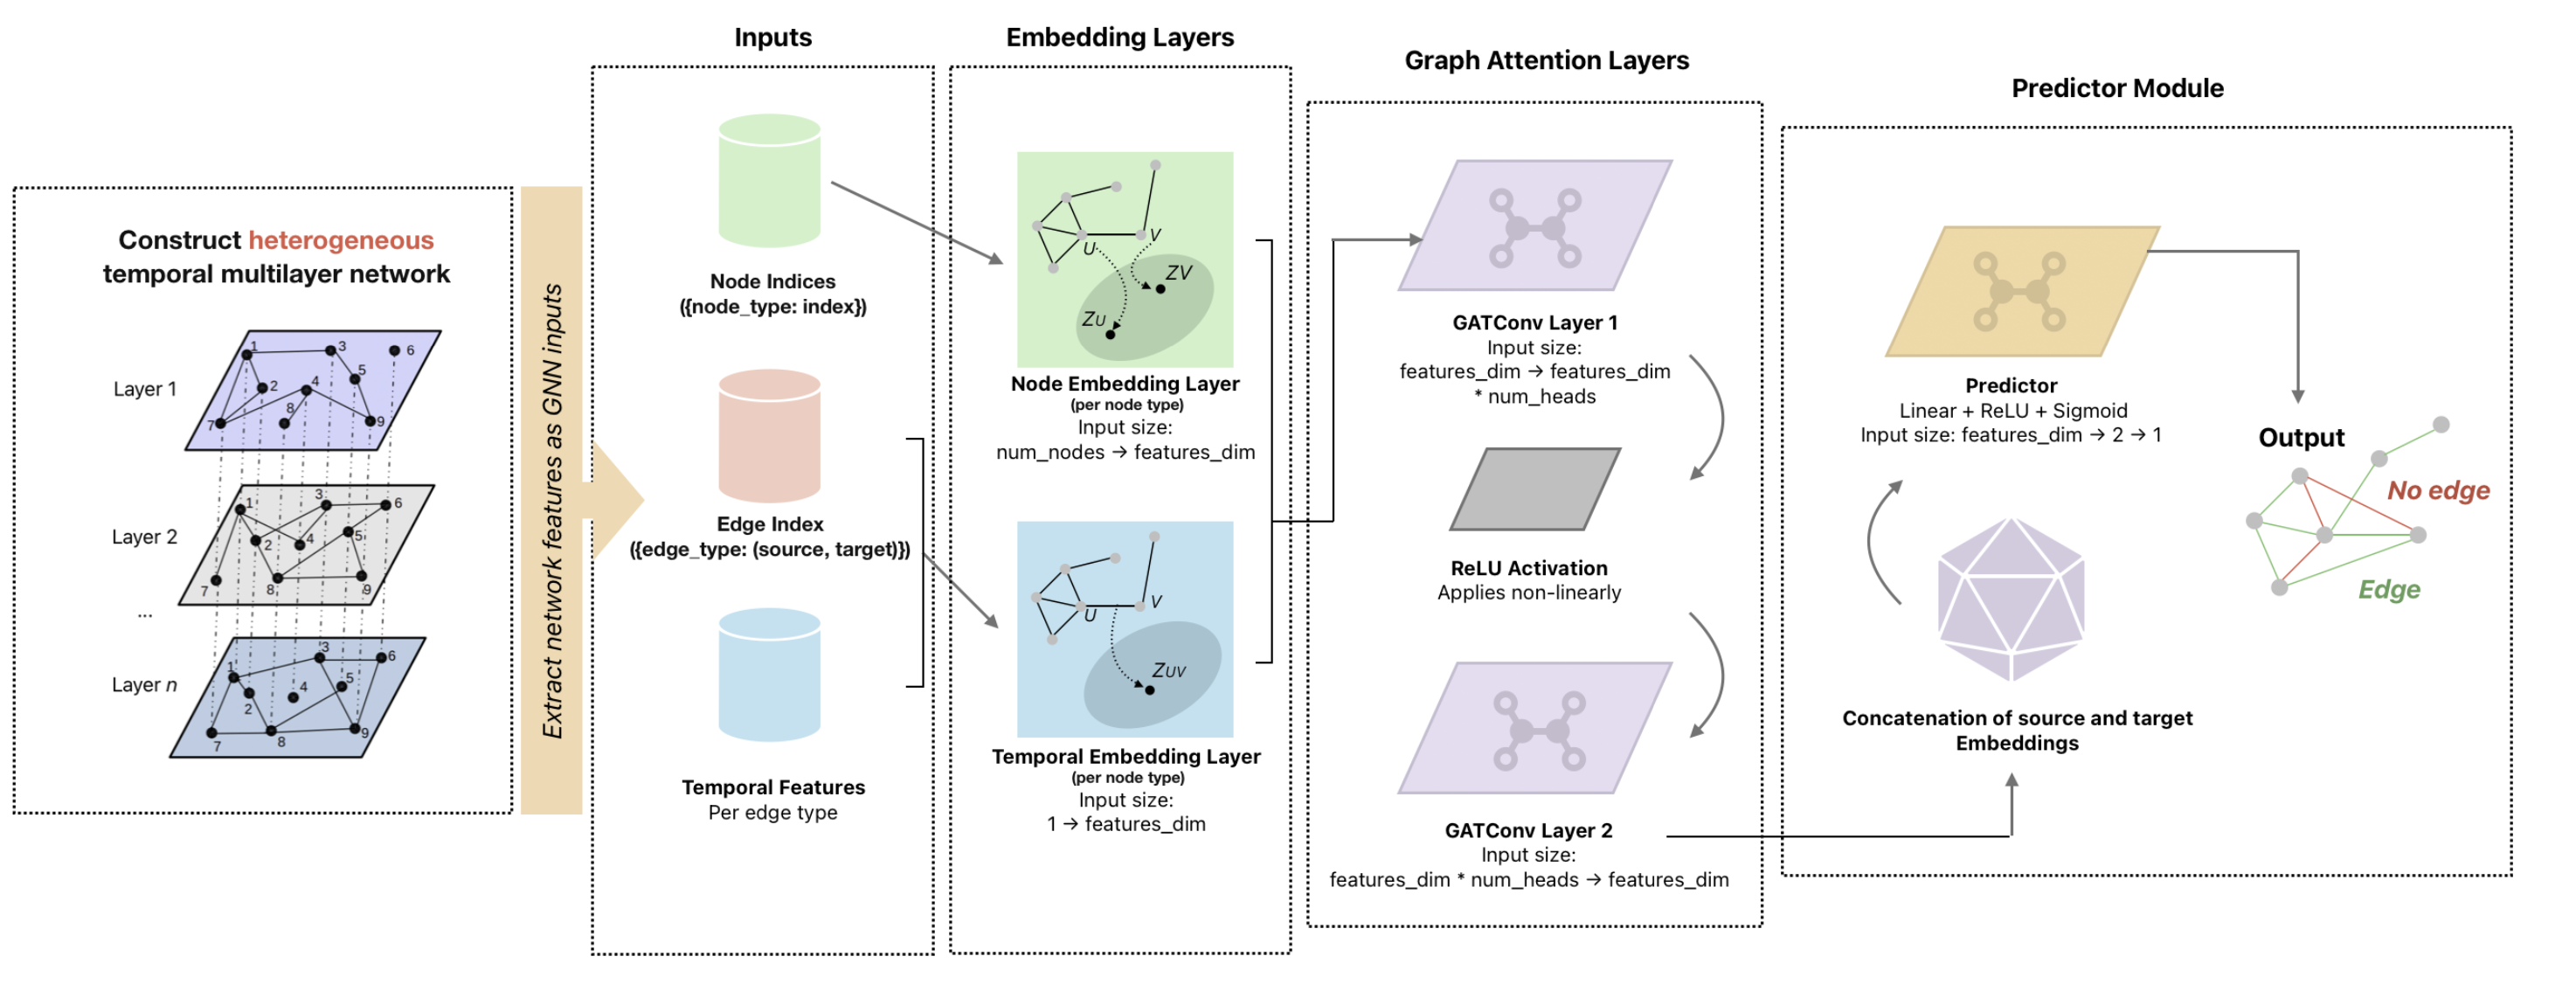 Construct heterogeneous
temporal multilayer network
Layer 1
1
3
6
2
4
5
7
8
9
Layer 2
1
3
6
2
4
5
7
8
9
...
Layer n
1
3
6
2
4
5
7
8
9
Extract network features as GNN inputs
Inputs
Node Indices
({node_type: index})
Edge Index
({edge_type: (source, target)})
Temporal Features
Per edge type
Embedding Layers
U
V
ZV
ZU
Node Embedding Layer
(per node type)
Input size:
num_nodes → features_dim
U
V
ZUV
Temporal Embedding Layer
(per node type)
Input size:
1 → features_dim
Graph Attention Layers
GATConv Layer 1
Input size:
features_dim → features_dim
* num_heads
ReLU Activation
Applies non-linearly
GATConv Layer 2
Input size:
features_dim * num_heads → features_dim
Predictor Module
Predictor
Linear + ReLU + Sigmoid
Input size: features_dim → 2 → 1
Concatenation of source and target
Embeddings
Output
No edge
Edge